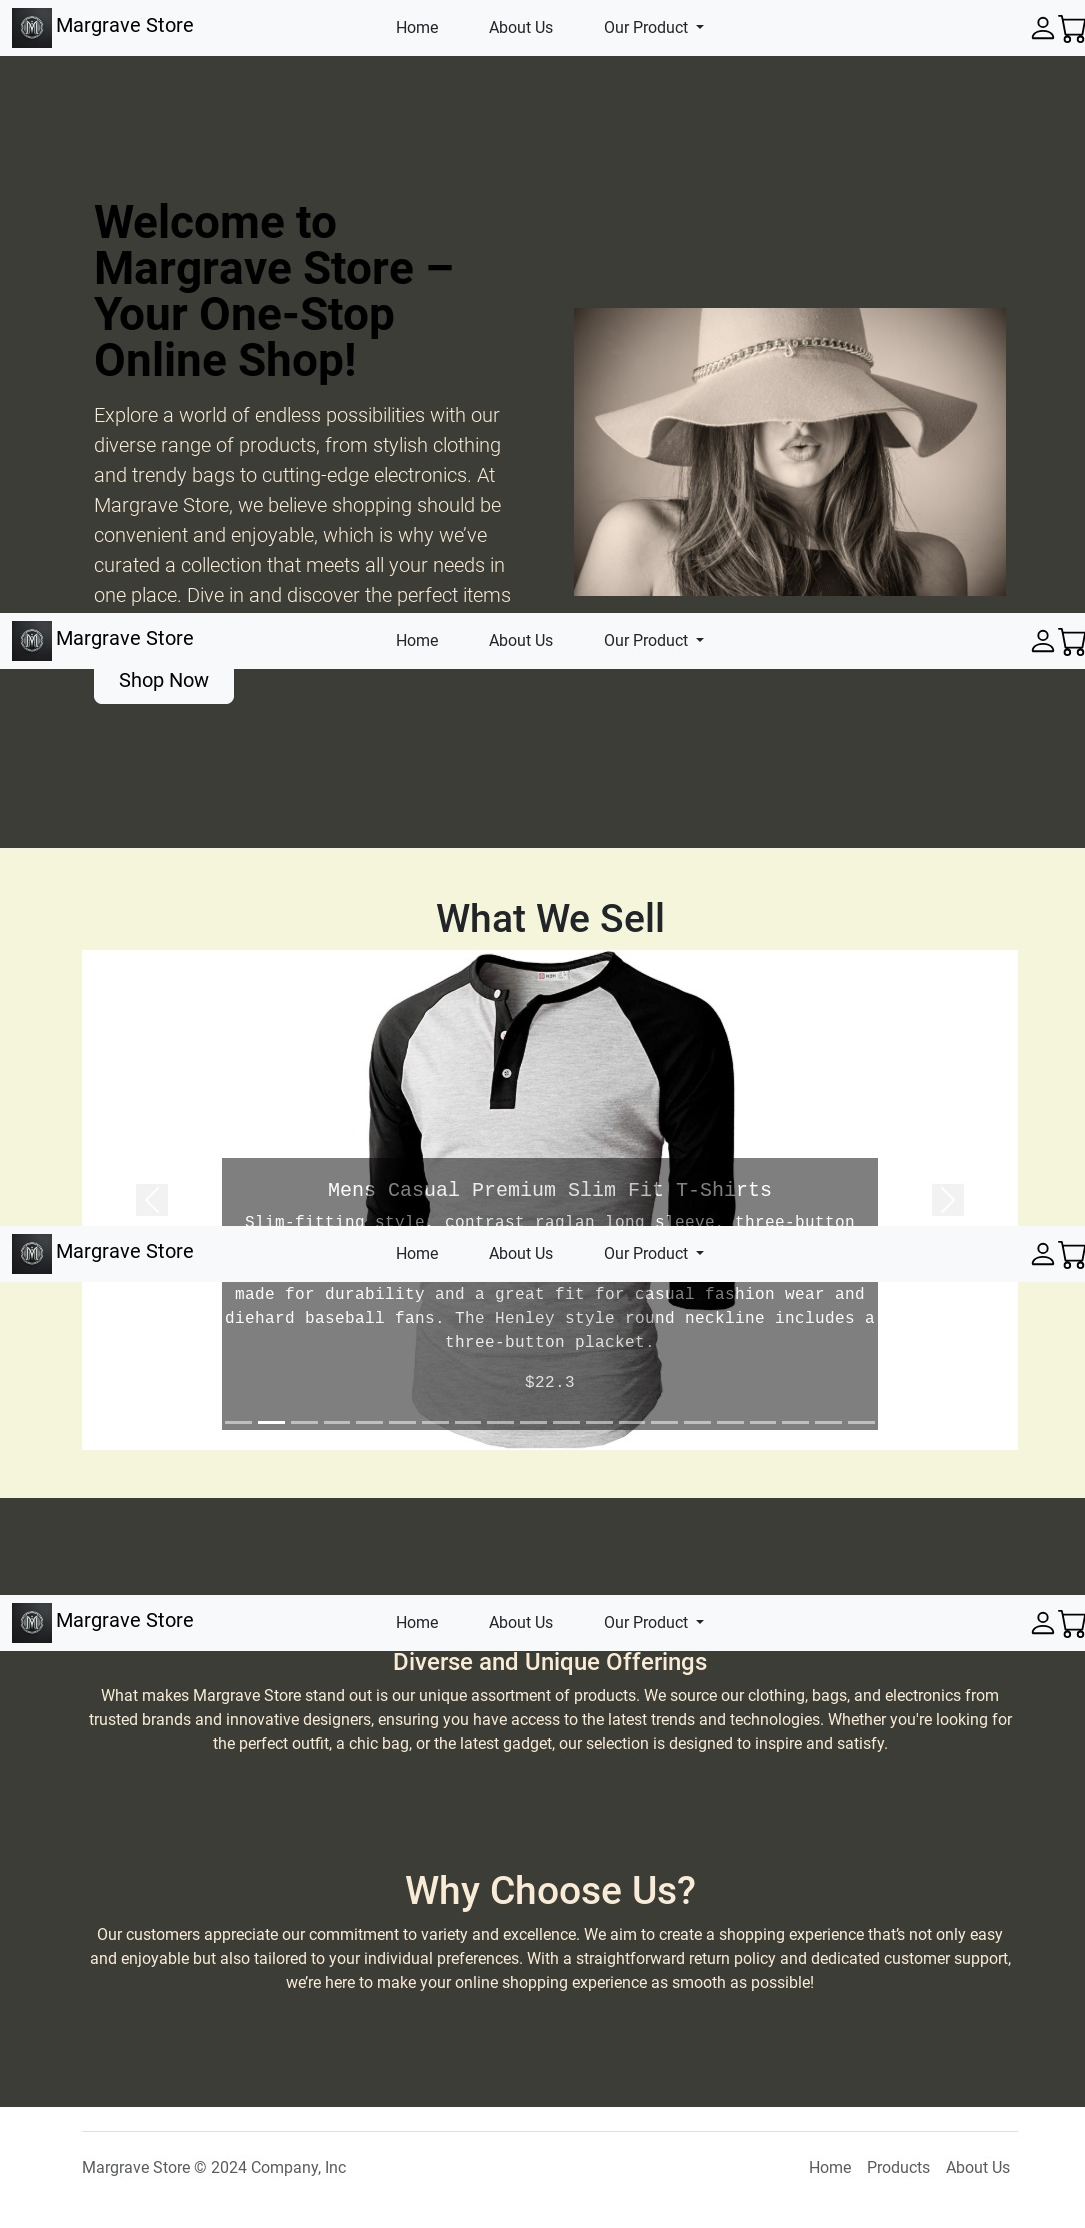 Margrave Store
Home
About Us
Our Product
Welcome to
Margrave Store –
Your One-Stop
Online Shop!
Explore a world of endless possibilities with our
diverse range of products, from stylish clothing
and trendy bags to cutting-edge electronics. At
Margrave Store, we believe shopping should be
convenient and enjoyable, which is why we’ve
curated a collection that meets all your needs in
one place. Dive in and discover the perfect items
Margrave Store
Home
About Us
Our Product
Shop Now
What We Sell
Mens Casual Premium Slim Fit T-Shirts
Slim-fitting style, contrast raglan long sleeve, three-button
Margrave Store
Home
About Us
Our Product
made for durability and a great fit for casual fashion wear and
diehard baseball fans. The Henley style round neckline includes a
three-button placket.
$22.3
Margrave Store
Home
About Us
Our Product
Diverse and Unique Offerings
What makes Margrave Store stand out is our unique assortment of products. We source our clothing, bags, and electronics from
trusted brands and innovative designers, ensuring you have access to the latest trends and technologies. Whether you're looking for
the perfect outfit, a chic bag, or the latest gadget, our selection is designed to inspire and satisfy.
Why Choose Us?
Our customers appreciate our commitment to variety and excellence. We aim to create a shopping experience that’s not only easy
and enjoyable but also tailored to your individual preferences. With a straightforward return policy and dedicated customer support,
we’re here to make your online shopping experience as smooth as possible!
Margrave Store © 2024 Company, Inc
Home
Products
About Us